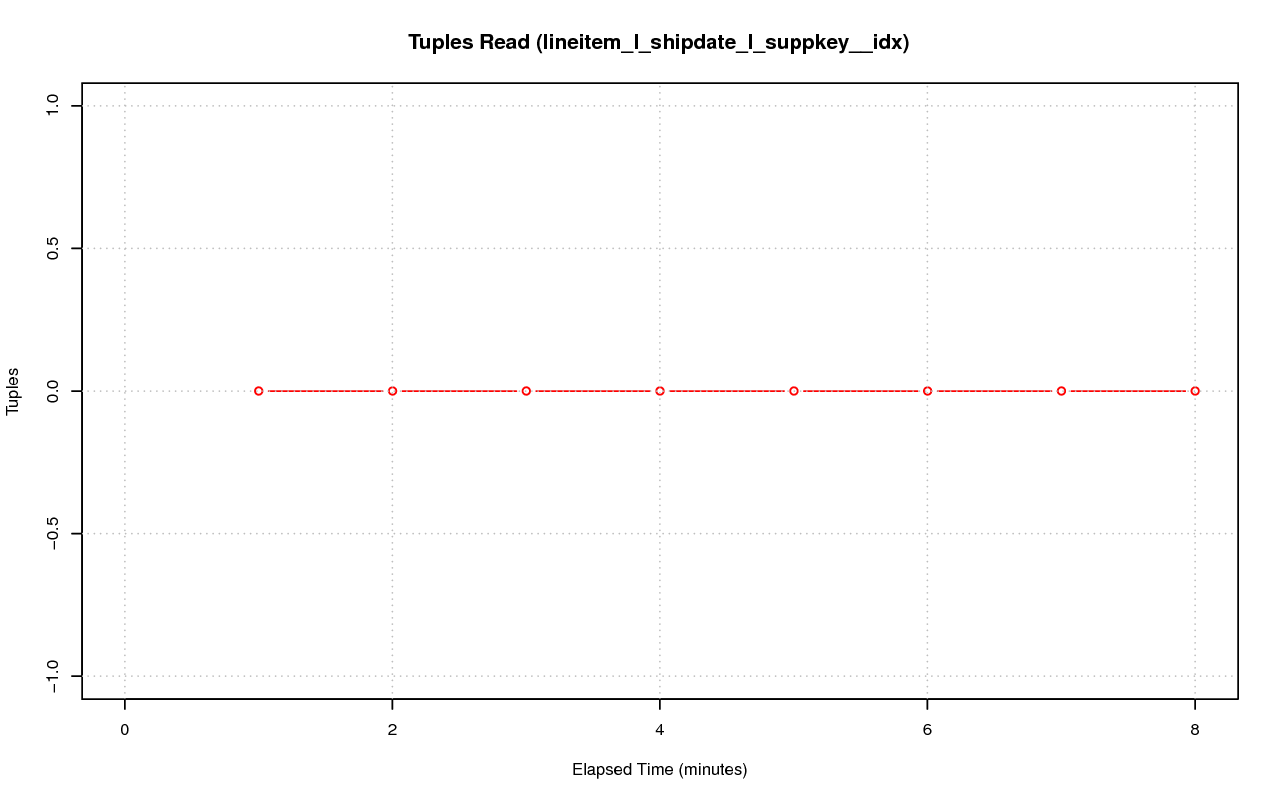 Tuples Read (lineitem_l_shipdate_l_suppkey__idx)
1.0
0.5
0.0
−0.5
−1.0
Tuples
0 2 4 6 8
Elapsed Time (minutes)